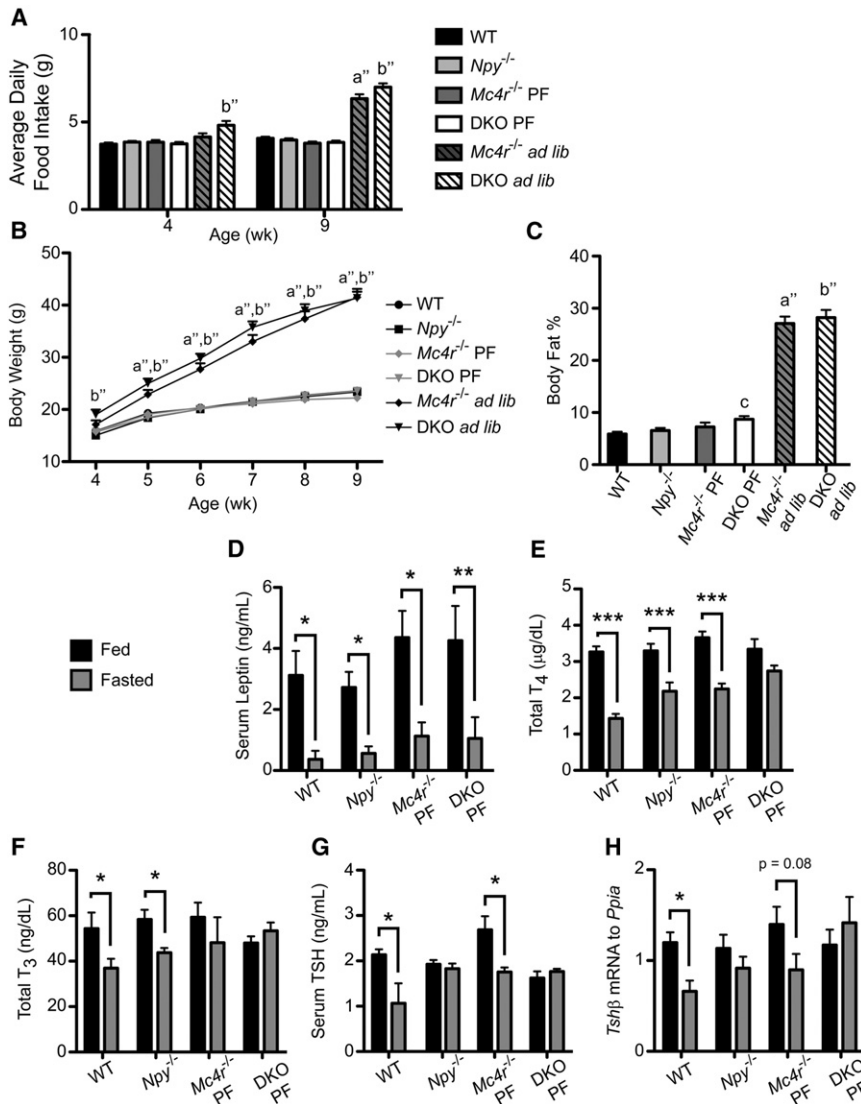 A
Average Daily
Food Intake (g)
10
5
0
b’’
a’’
b’’
4
9
Age (wk)
WT
Npy-/-
Mc4r-/- PF
DKO PF
Mc4r-/- ad lib
DKO ad lib
B
Body Weight (g)
50
40
30
20
10
b’’
a’’,b’’
a’’,b’’
a’’,b’’
a’’,b’’
a’’,b’’
4 5 6 7 8 9
Age (wk)
WT
Npy-/-
Mc4r-/- PF
DKO PF
Mc4r-/- ad lib
DKO ad lib
C
Body Fat %
40
30
20
10
0
c
a’’
b’’
WT
Npy-/-
Mc4r-/- PF
DKO PF
Mc4r-/-
ad lib
DKO
ad lib
Fed
Fasted
D
Serum Leptin (ng/mL)
6
4
2
0
*
*
*
**
WT
Npy-/-
Mc4r-/-
PF
DKO
PF
E
Total T4 (µg/dL)
5
4
3
2
1
0
***
***
***
WT
Npy-/-
Mc4r-/-
PF
DKO
PF
F
Total T3 (ng/dL)
80
60
40
20
0
*
*
WT
Npy-/-
Mc4r-/-
PF
DKO
PF
G
Serum TSH (ng/mL)
4
3
2
1
0
*
*
WT
Npy-/-
Mc4r-/-
PF
DKO
PF
H
Tshβ mRNA to Ppia
2
1
0
*
p = 0.08
WT
Npy-/-
Mc4r-/-
PF
DKO
PF